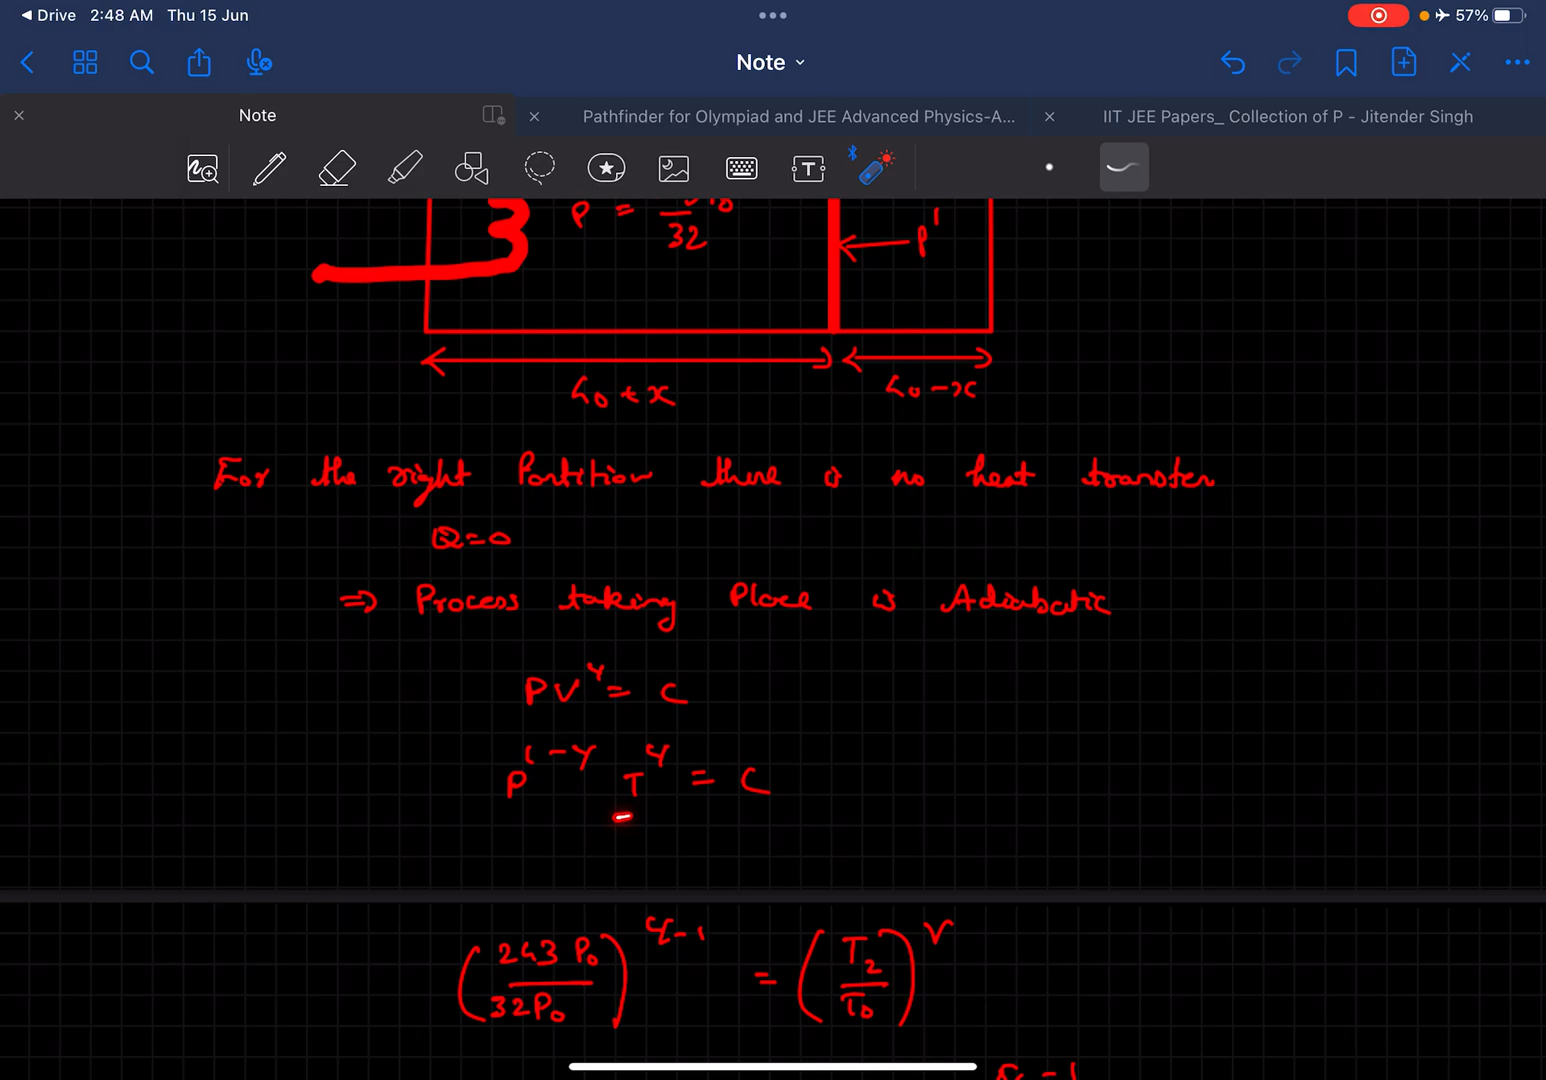 Drive 2:48 AM Thu 15 Jun
57%
Note
Note
Pathfinder for Olympiad and JEE Advanced Physics-A...
IIT JEE Papers_ Collection of P - Jitender Singh
P =
32
P'
L₀ + x
L₀ - x
For the right Partition there is no heat transfer
Q=0
⇒ Process taking Place is Adiabatic
PV^γ = C
P^(1-γ) T^γ = C
(243 P₀ / 32 P₀)^(γ-1) = (T₂ / T₀)^γ